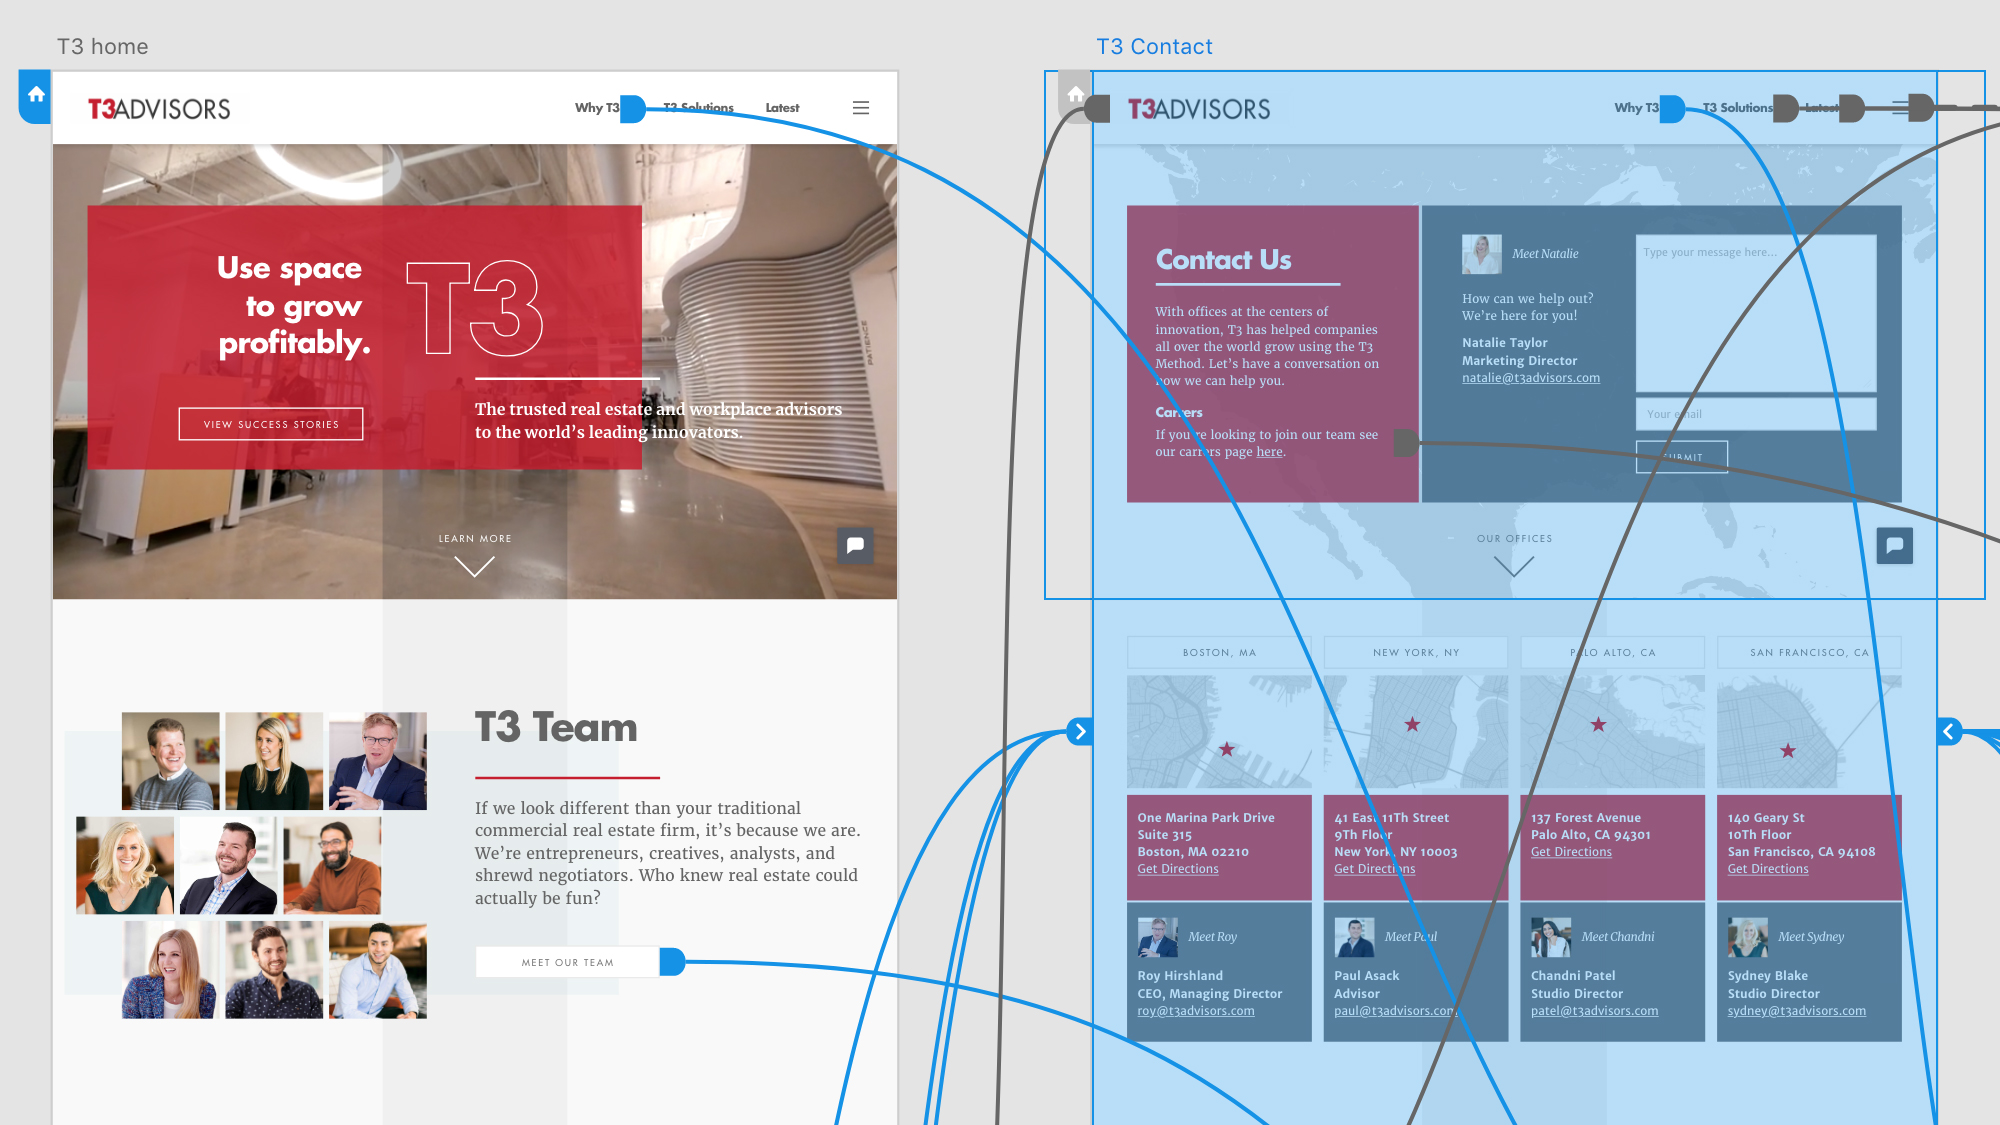 T3 home
T3ADVISORS
Why T3
T3 Solutions
Latest
Use space
to grow
profitably.
T3
VIEW SUCCESS STORIES
The trusted real estate and workplace advisors
to the world's leading innovators.
PATIENCE
LEARN MORE
T3 Team
If we look different than your traditional
commercial real estate firm, it's because we are.
We're entrepreneurs, creatives, analysts, and
shrewd negotiators. Who knew real estate could
actually be fun?
MEET OUR TEAM
T3 Contact
T3ADVISORS
Why T3
T3 Solutions
Latest
Contact Us
With offices at the centers of
innovation, T3 has helped companies
all over the world grow using the T3
Method. Let's have a conversation on
how we can help you.
Carrers
If you're looking to join our team see
our carrers page here.
Meet Natalie
How can we help out?
We're here for you!
Natalie Taylor
Marketing Director
natalie@t3advisors.com
Type your message here...
Your email
SUBMIT
OUR OFFICES
BOSTON, MA
NEW YORK, NY
PALO ALTO, CA
SAN FRANCISCO, CA
One Marina Park Drive
Suite 315
Boston, MA 02210
Get Directions
41 East 11Th Street
9Th Floor
New York, NY 10003
Get Directions
137 Forest Avenue
Palo Alto, CA 94301
Get Directions
140 Geary St
10Th Floor
San Francisco, CA 94108
Get Directions
Meet Roy
Roy Hirshland
CEO, Managing Director
roy@t3advisors.com
Meet Paul
Paul Asack
Advisor
paul@t3advisors.com
Meet Chandni
Chandni Patel
Studio Director
patel@t3advisors.com
Meet Sydney
Sydney Blake
Studio Director
sydney@t3advisors.com